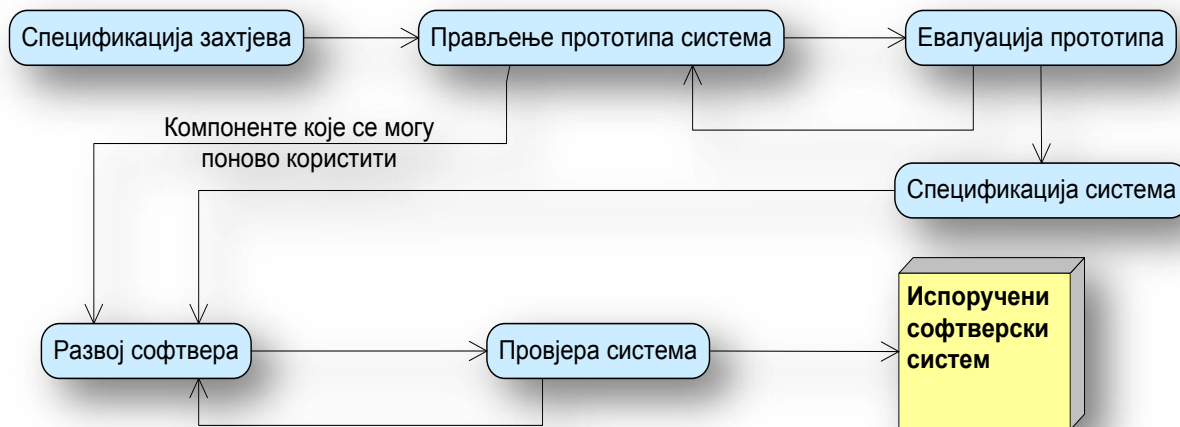 Спецификација захтјева
Прављење прототипа система
Евалуација прототипа
Компоненте које се могу
поново користити
Спецификација система
Развој софтвера
Провјера система
Испоручени
софтверски
систем